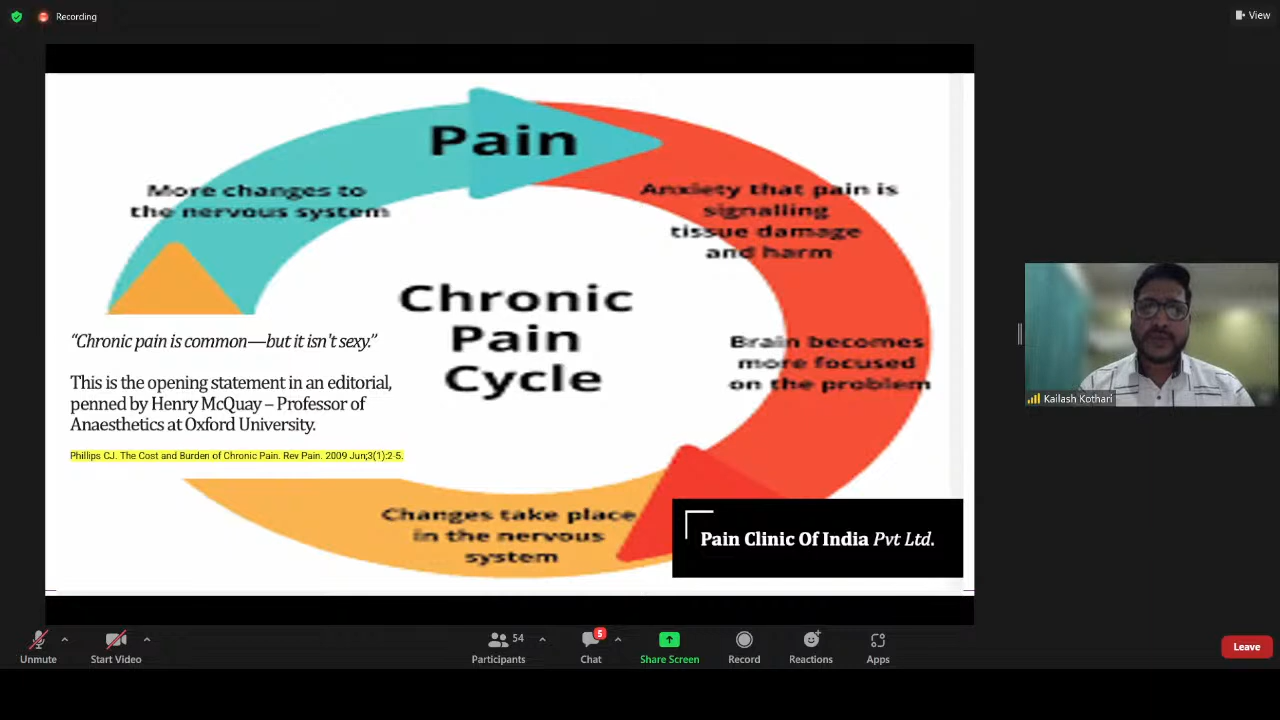 Recording
View
Pain
More changes to
the nervous system
Anxiety that pain is
signalling
tissue damage
and harm
Chronic
Pain
Cycle
Brain becomes
more focused
on the problem
“Chronic pain is common—but it isn't sexy.”
This is the opening statement in an editorial,
penned by Henry McQuay – Professor of
Anaesthetics at Oxford University.
Phillips CJ. The Cost and Burden of Chronic Pain. Rev Pain. 2009 Jun;3(1):2-5.
Changes take place
in the nervous
system
Pain Clinic Of India Pvt Ltd.
Kailash Kothari
Unmute
Start Video
54
Participants
5
Chat
Share Screen
Record
Reactions
Apps
Leave